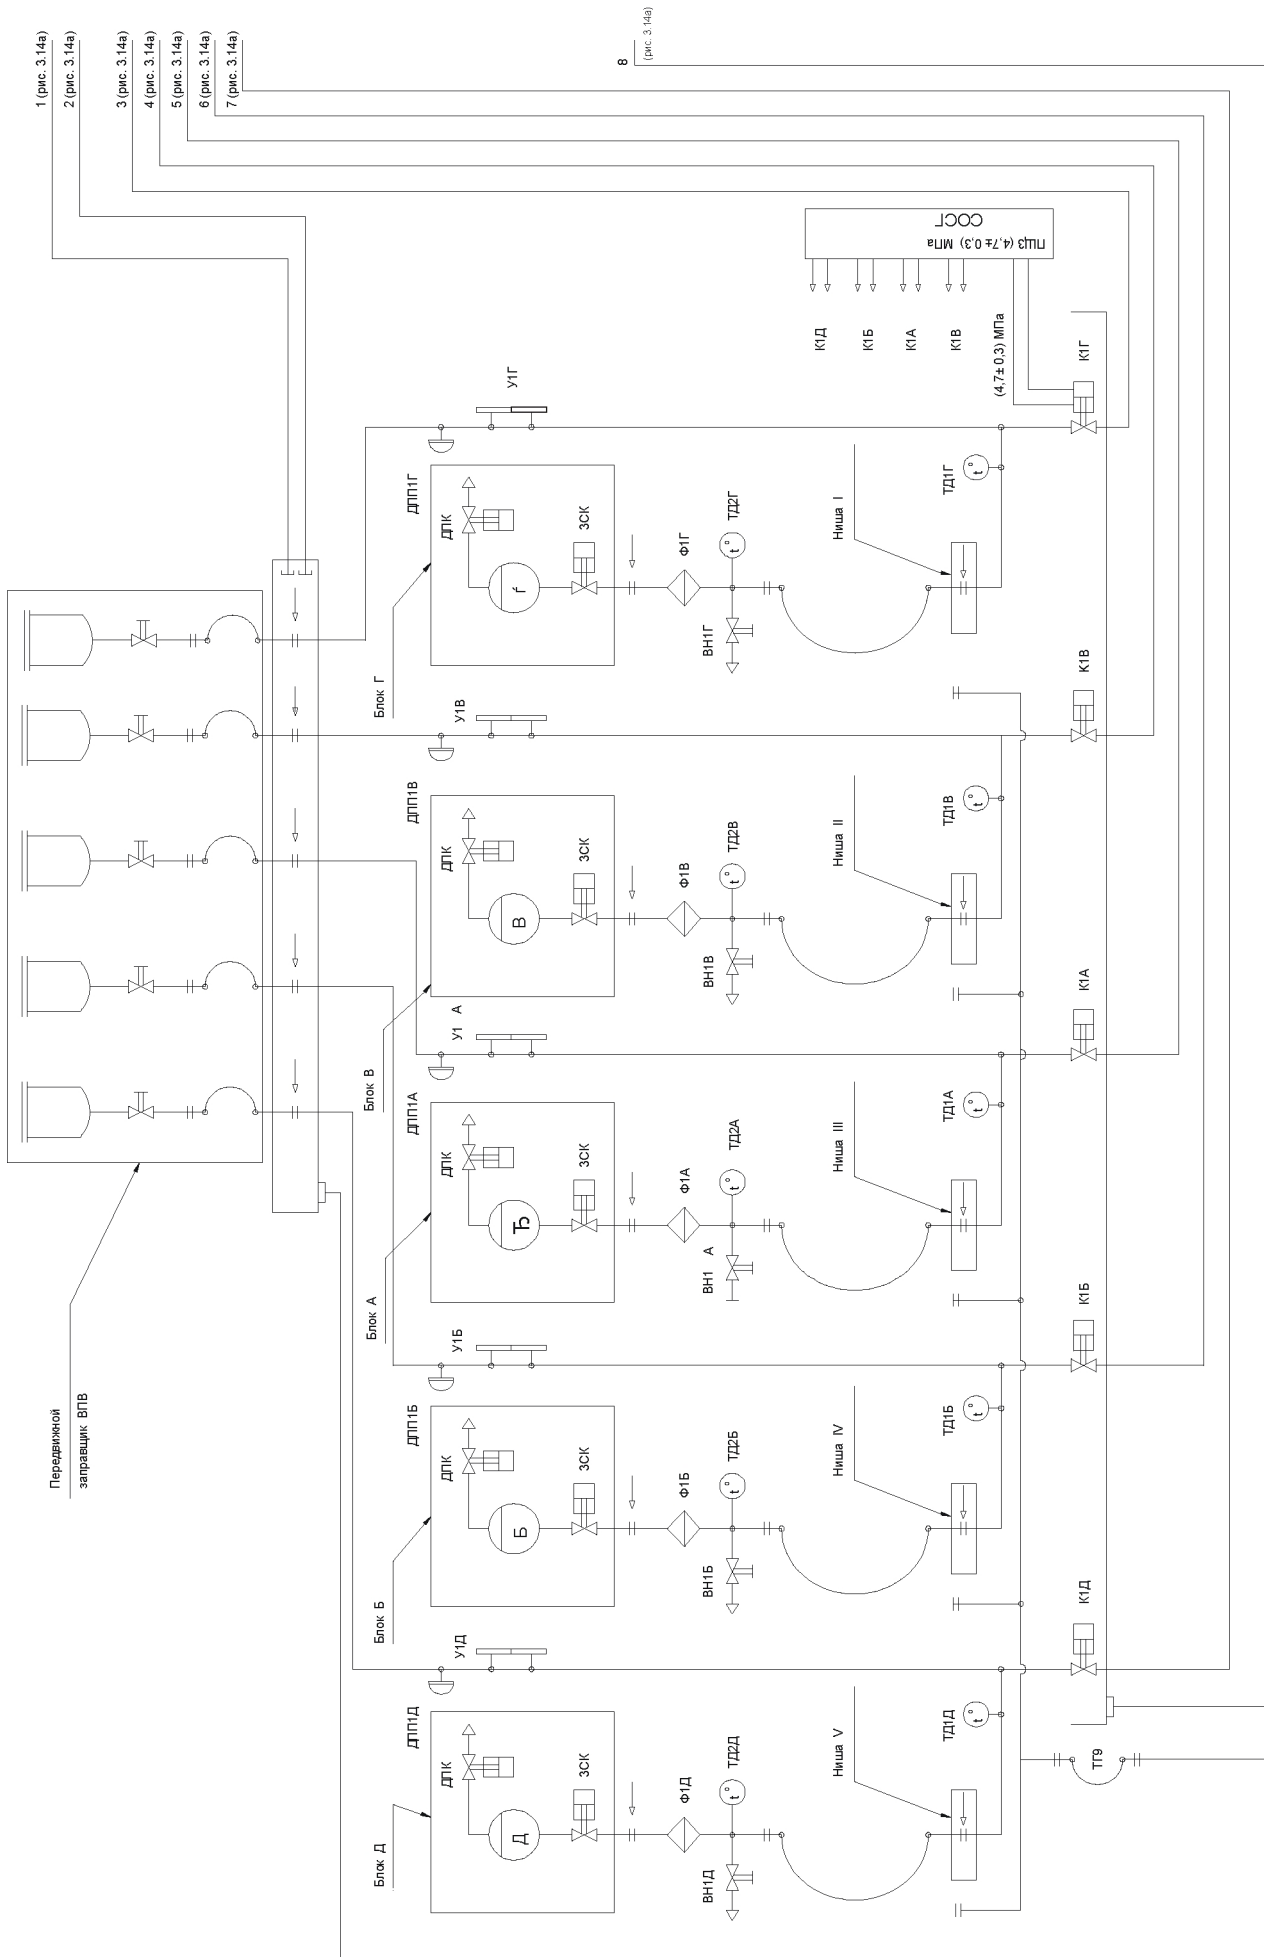 1 (рис. 3.14а)
2 (рис. 3.14а)
3 (рис. 3.14а)
4 (рис. 3.14а)
5 (рис. 3.14а)
6 (рис. 3.14а)
7 (рис. 3.14а)
8
(рис. 3.14а)
Передвижной
заправщик ВПВ
СОСГ
ПЩЗ (4,7± 0,3) МПа
К1Д
К1Б
К1А
К1В
(4,7± 0,3) МПа
Блок Д
ДПП1Д
ДПК
Д
ЗСК
У1Д
Ф1Д
ТД2Д
t°
ВН1Д
Ниша V
ТД1Д
t°
К1Д
ТГ9
Блок Б
ДПП1Б
ДПК
Б
ЗСК
У1Б
Ф1Б
ТД2Б
t°
ВН1Б
Ниша IV
ТД1Б
t°
К1Б
Блок А
ДПП1А
ДПК
Ђ
ЗСК
У1 А
Ф1А
ТД2А
t°
ВН1 А
Ниша III
ТД1А
t°
К1А
Блок В
ДПП1В
ДПК
В
ЗСК
У1В
Ф1В
ТД2В
t°
ВН1В
Ниша II
ТД1В
t°
К1В
Блок Г
ДПП1Г
ДПК
ѓ
ЗСК
У1Г
Ф1Г
ТД2Г
t°
ВН1Г
Ниша I
ТД1Г
t°
К1Г